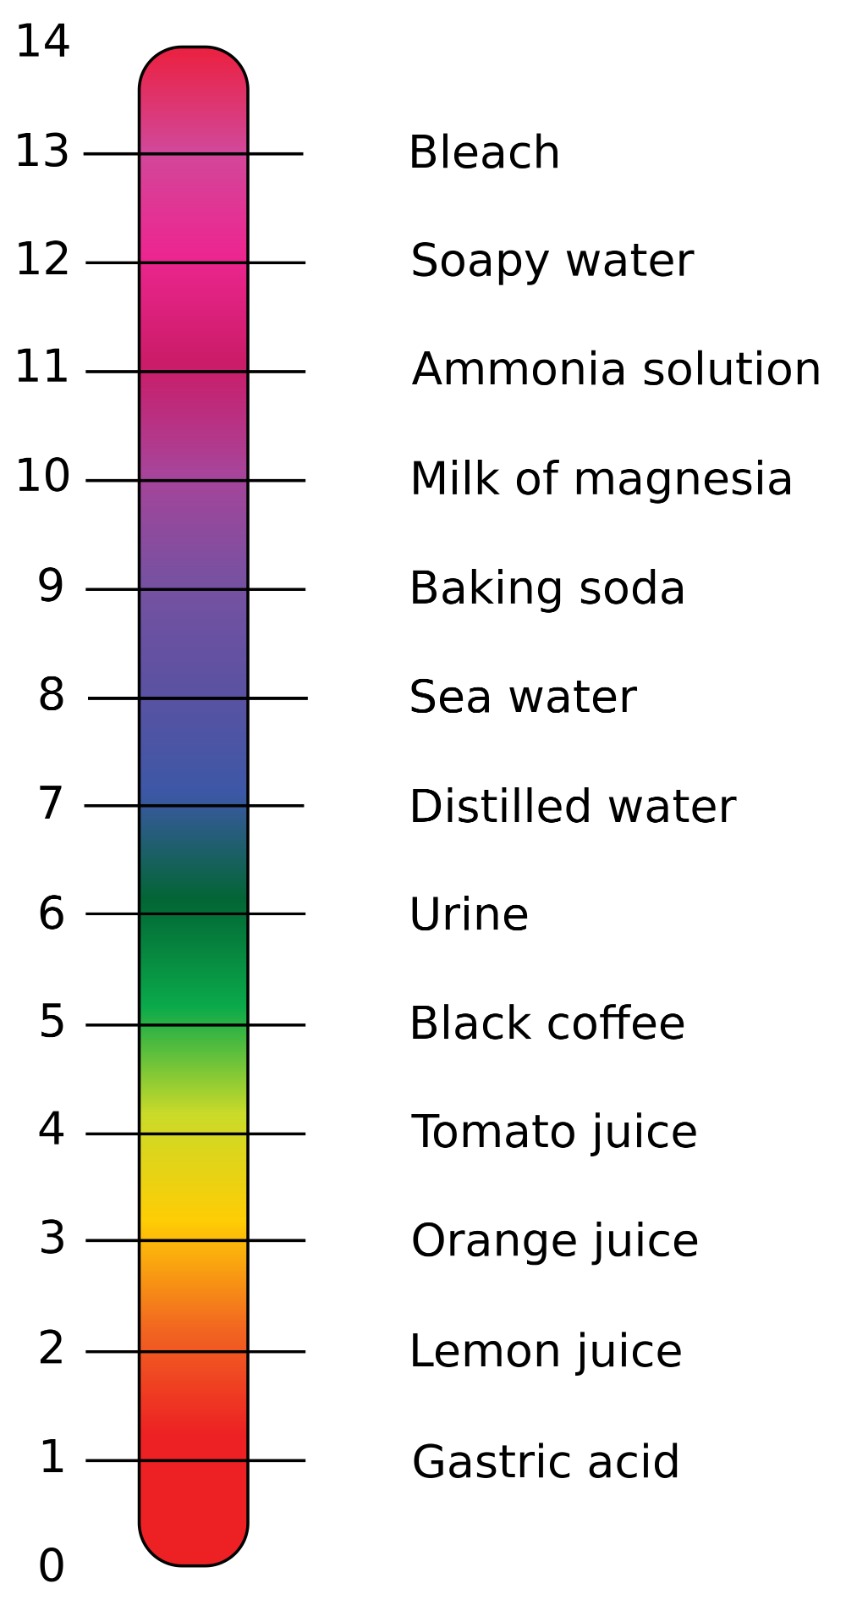 14
13 Bleach
12 Soapy water
11 Ammonia solution
10 Milk of magnesia
9 Baking soda
8 Sea water
7 Distilled water
6 Urine
5 Black coffee
4 Tomato juice
3 Orange juice
2 Lemon juice
1 Gastric acid
0